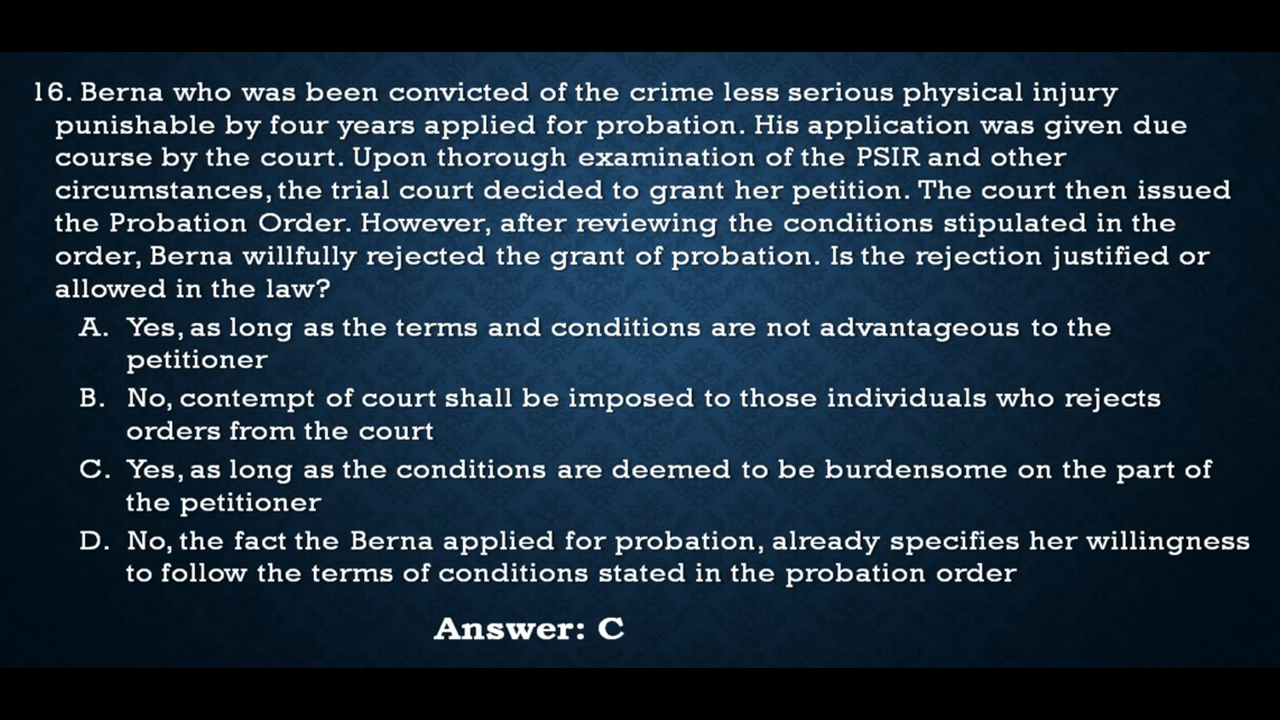 16. Berna who was been convicted of the crime less serious physical injury
punishable by four years applied for probation. His application was given due
course by the court. Upon thorough examination of the PSIR and other
circumstances, the trial court decided to grant her petition. The court then issued
the Probation Order. However, after reviewing the conditions stipulated in the
order, Berna willfully rejected the grant of probation. Is the rejection justified or
allowed in the law?
A. Yes, as long as the terms and conditions are not advantageous to the
petitioner
B. No, contempt of court shall be imposed to those individuals who rejects
orders from the court
C. Yes, as long as the conditions are deemed to be burdensome on the part of
the petitioner
D. No, the fact the Berna applied for probation, already specifies her willingness
to follow the terms of conditions stated in the probation order
Answer: C